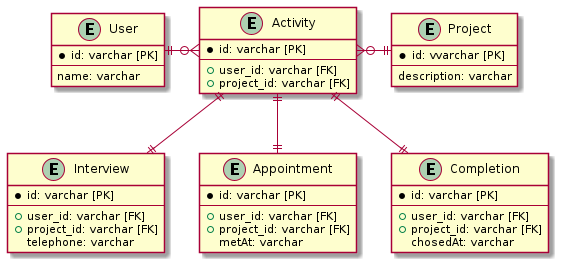 E User
* id: varchar [PK]
name: varchar
E Activity
* id: varchar [PK]
user_id: varchar [FK]
project_id: varchar [FK]
E Project
* id: vvarchar [PK]
description: varchar
E Interview
* id: varchar [PK]
user_id: varchar [FK]
project_id: varchar [FK]
telephone: varchar
E Appointment
* id: varchar [PK]
user_id: varchar [FK]
project_id: varchar [FK]
metAt: varchar
E Completion
* id: varchar [PK]
user_id: varchar [FK]
project_id: varchar [FK]
chosedAt: varchar